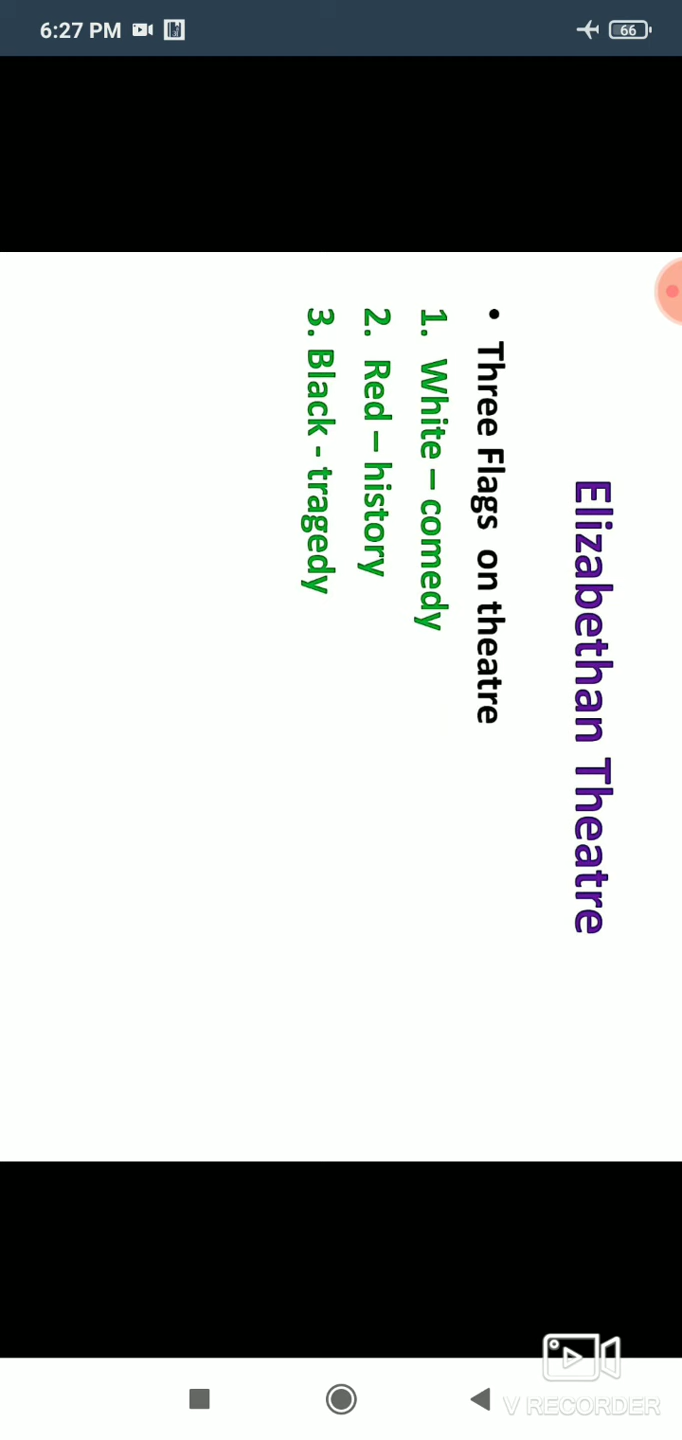 6:27 PM
66
Elizabethan Theatre
• Three Flags on theatre
1. White – comedy
2. Red – history
3. Black - tragedy
V RECORDER